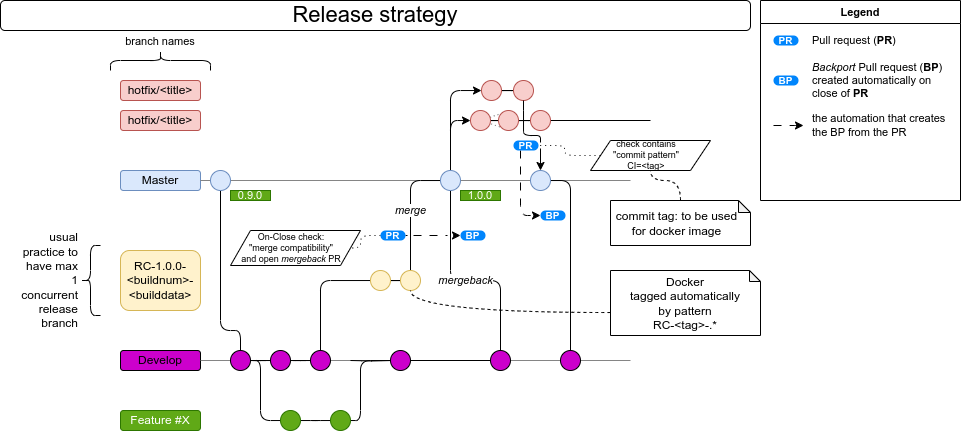 Release strategy
Legend
PR
Pull request (PR)
BP
Backport Pull request (BP)
created automatically on
close of PR
the automation that creates
the BP from the PR
branch names
hotfix/<title>
hotfix/<title>
Master
0.9.0
1.0.0
PR
check contains
"commit pattern"
CI=<tag>
commit tag: to be used
for docker image
merge
BP
On-Close check:
"merge compatibility"
and open mergeback PR
PR
BP
usual
practice to
have max
1
concurrent
release
branch
RC-1.0.0-
<buildnum>-
<builddata>
mergeback
Docker
tagged automatically
by pattern
RC-<tag>-.*
Develop
Feature #X